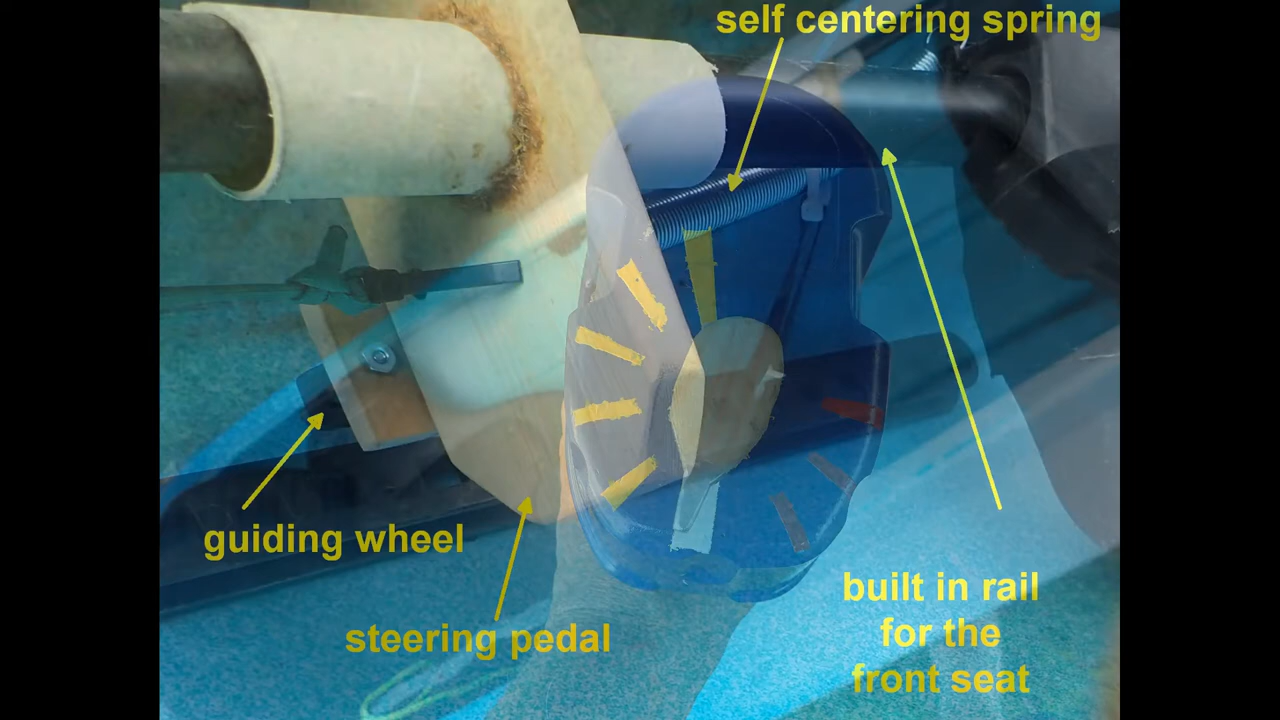 self centering spring
guiding wheel
steering pedal
built in rail
for the
front seat